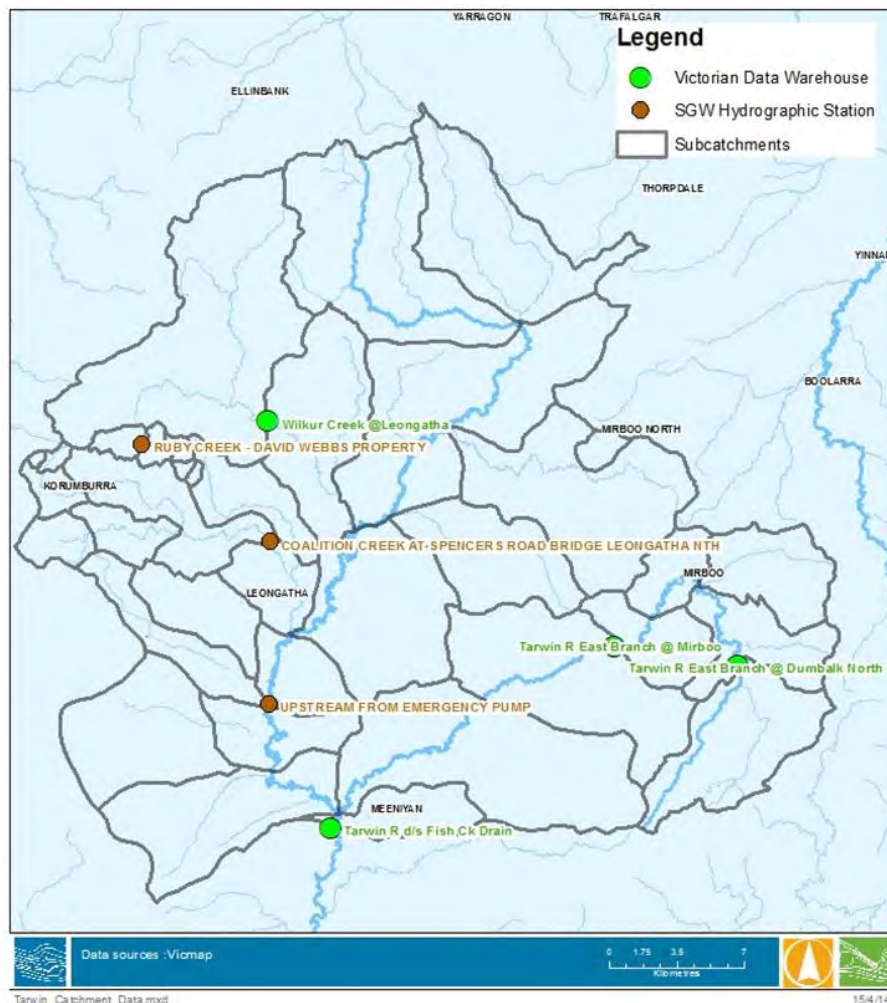 YARRAGON
TRAFALGAR
Legend
Victorian Data Warehouse
SGW Hydrographic Station
Subcatchments
ELLINBANK
THORPDALE
YINNAR
BOOLARRA
Wilkur Creek @Leongatha
MIRBOO NORTH
RUBY CREEK - DAVID WEBBS PROPERTY
KORUMBURRA
COALITION CREEK AT SPENCERS ROAD BRIDGE LEONGATHA NTH
MIRBOO
LEONGATHA
Tarwin R East Branch @ Mirboo
Tarwin R East Branch @ Dumbalk North
UPSTREAM FROM EMERGENCY PUMP
MEENIYAN
Tarwin R d/s Fish Ck Drain
Data sources :Vicmap
0 1.75 3.5 7
Kilometres
Tarwin_Catchment_Data.mxd
15/4/14